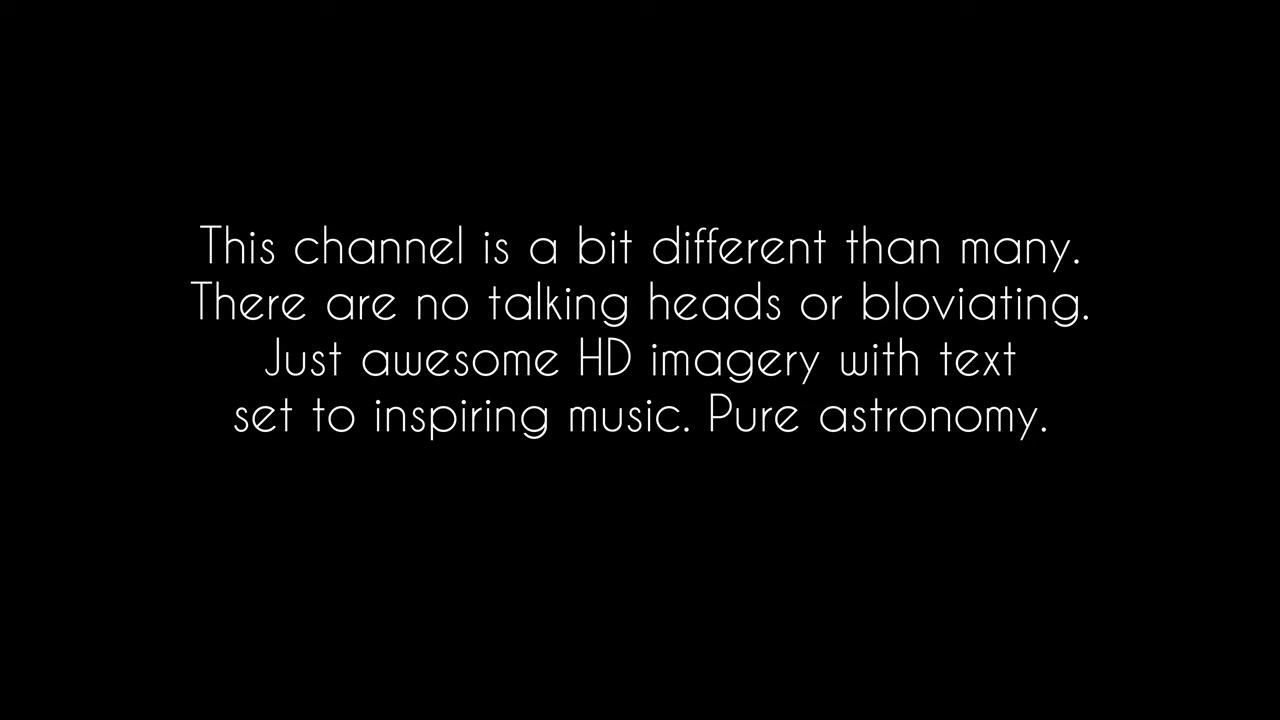 This channel is a bit different than many.
There are no talking heads or bloviating.
Just awesome HD imagery with text
set to inspiring music. Pure astronomy.